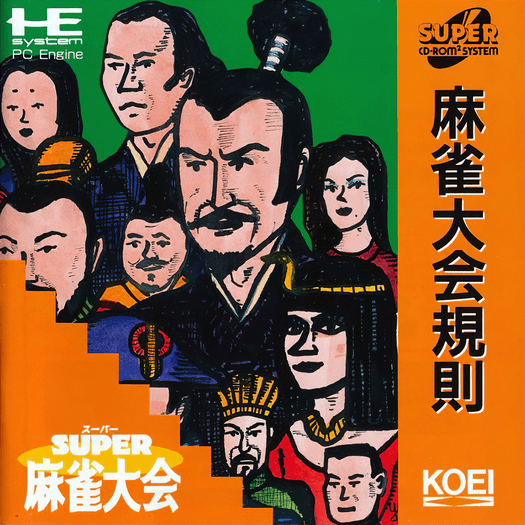 HE
system
PC Engine
SUPER
CD-ROM² SYSTEM
麻雀大会規則
スーパー
SUPER
麻雀大会
KOEI